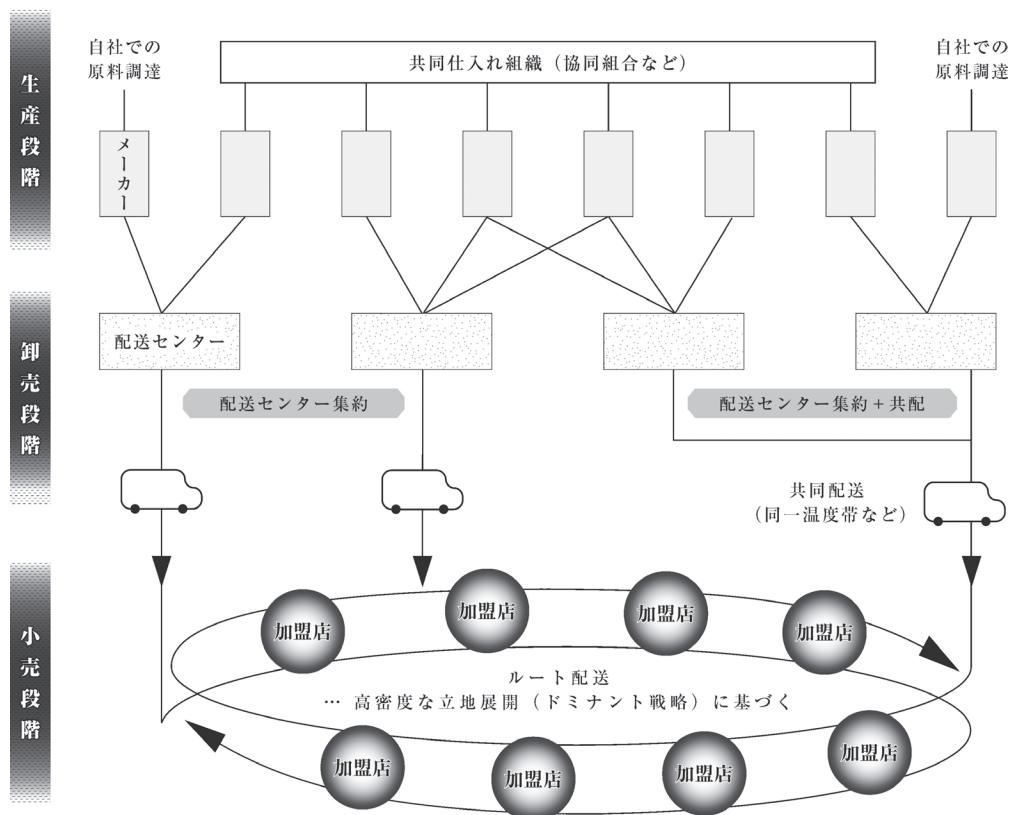 生産段階
自社での
原料調達
共同仕入れ組織（協同組合など）
自社での
原料調達
メーカー
卸売段階
配送センター
配送センター集約
配送センター集約＋共配
共同配送
（同一温度帯など）
小売段階
加盟店
加盟店
加盟店
加盟店
ルート配送
… 高密度な立地展開（ドミナント戦略）に基づく
加盟店
加盟店
加盟店
加盟店